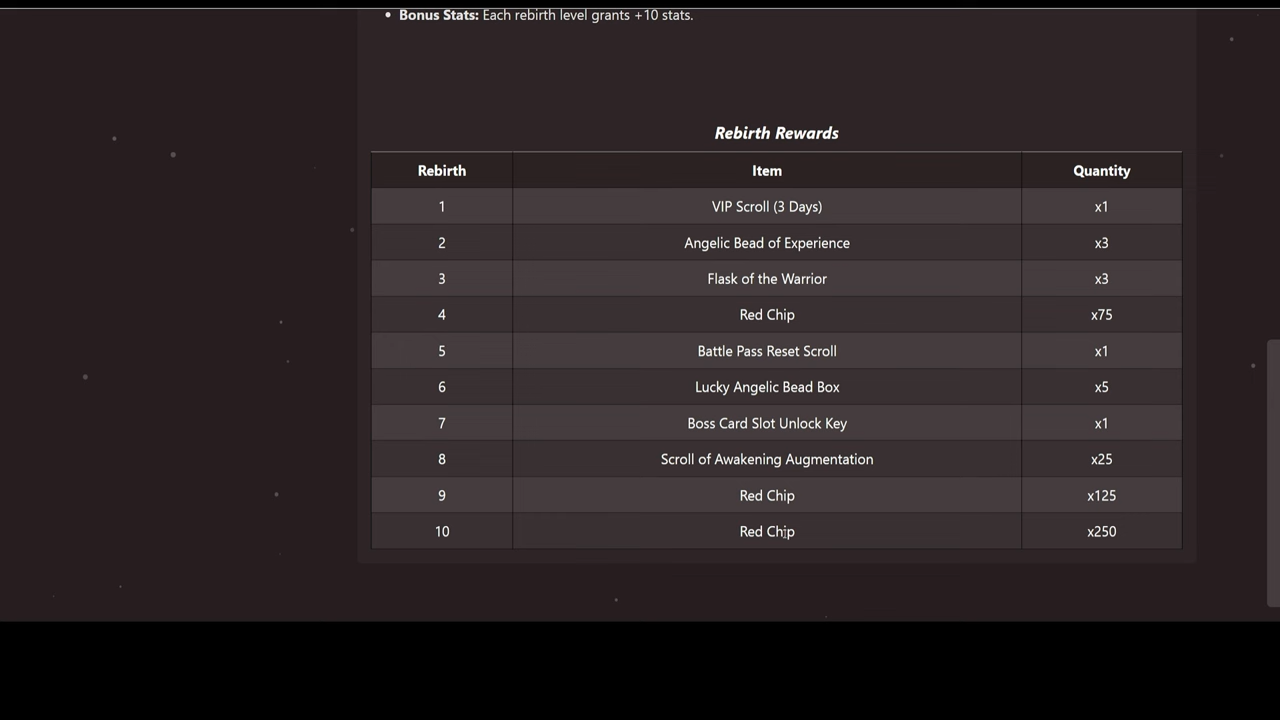 • Bonus Stats: Each rebirth level grants +10 stats.
Rebirth Rewards
Rebirth Item Quantity
1 VIP Scroll (3 Days) x1
2 Angelic Bead of Experience x3
3 Flask of the Warrior x3
4 Red Chip x75
5 Battle Pass Reset Scroll x1
6 Lucky Angelic Bead Box x5
7 Boss Card Slot Unlock Key x1
8 Scroll of Awakening Augmentation x25
9 Red Chip x125
10 Red Chip x250